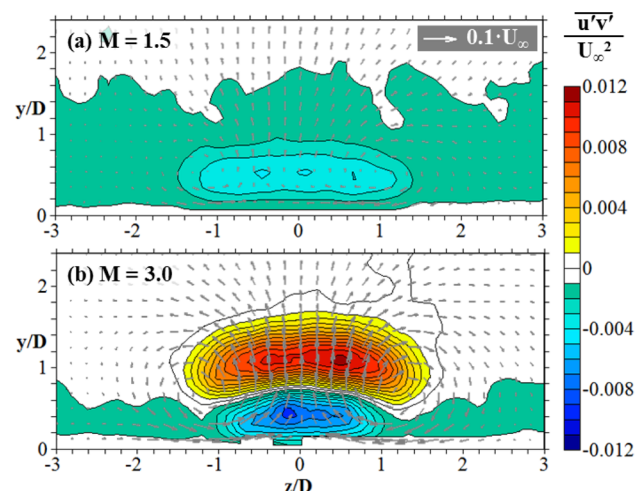 (a) M = 1.5
0.1·U∞
u′v′
U∞²
y/D
2
1
0
-3 -2 -1 0 1 2 3
(b) M = 3.0
y/D
2
1
0
-3 -2 -1 0 1 2 3
z/D
0.012
0.008
0.004
0
-0.004
-0.008
-0.012